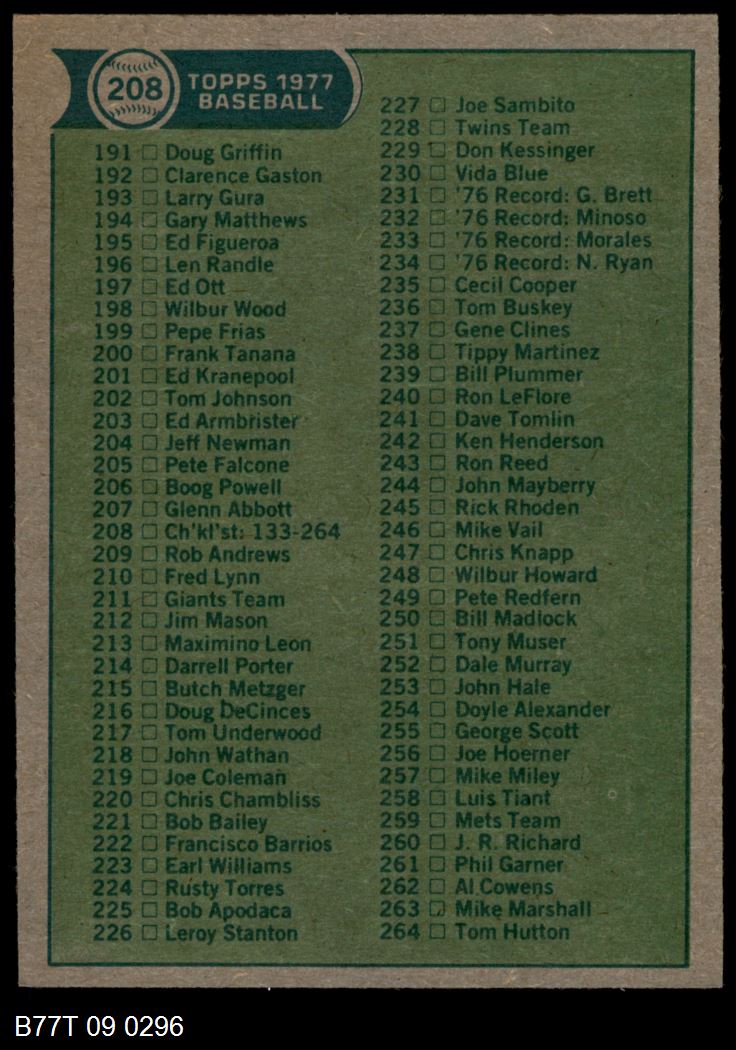 208
TOPPS 1977
BASEBALL
191 □ Doug Griffin
192 □ Clarence Gaston
193 □ Larry Gura
194 □ Gary Matthews
195 □ Ed Figueroa
196 □ Len Randle
197 □ Ed Ott
198 □ Wilbur Wood
199 □ Pepe Frias
200 □ Frank Tanana
201 □ Ed Kranepool
202 □ Tom Johnson
203 □ Ed Armbrister
204 □ Jeff Newman
205 □ Pete Falcone
206 □ Boog Powell
207 □ Glenn Abbott
208 □ Ch'kl'st: 133-264
209 □ Rob Andrews
210 □ Fred Lynn
211 □ Giants Team
212 □ Jim Mason
213 □ Maximino Leon
214 □ Darrell Porter
215 □ Butch Metzger
216 □ Doug DeCinces
217 □ Tom Underwood
218 □ John Wathan
219 □ Joe Coleman
220 □ Chris Chambliss
221 □ Bob Bailey
222 □ Francisco Barrios
223 □ Earl Williams
224 □ Rusty Torres
225 □ Bob Apodaca
226 □ Leroy Stanton
227 □ Joe Sambito
228 □ Twins Team
229 □ Don Kessinger
230 □ Vida Blue
231 □ '76 Record: G. Brett
232 □ '76 Record: Minoso
233 □ '76 Record: Morales
234 □ '76 Record: N. Ryan
235 □ Cecil Cooper
236 □ Tom Buskey
237 □ Gene Clines
238 □ Tippy Martinez
239 □ Bill Plummer
240 □ Ron LeFlore
241 □ Dave Tomlin
242 □ Ken Henderson
243 □ Ron Reed
244 □ John Mayberry
245 □ Rick Rhoden
246 □ Mike Vail
247 □ Chris Knapp
248 □ Wilbur Howard
249 □ Pete Redfern
250 □ Bill Madlock
251 □ Tony Muser
252 □ Dale Murray
253 □ John Hale
254 □ Doyle Alexander
255 □ George Scott
256 □ Joe Hoerner
257 □ Mike Miley
258 □ Luis Tiant
259 □ Mets Team
260 □ J. R. Richard
261 □ Phil Garner
262 □ Al Cowens
263 □ Mike Marshall
264 □ Tom Hutton
B77T 09 0296